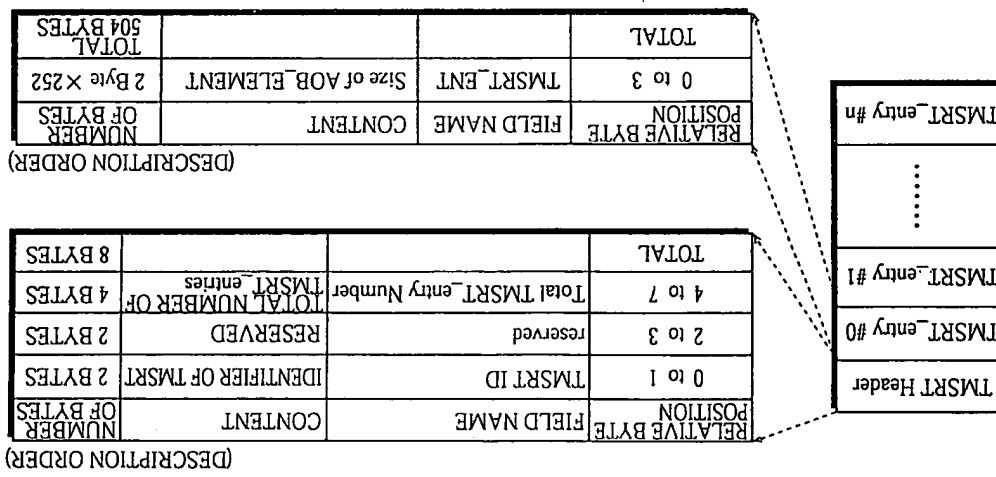 TMSRT Header
TMSRT_entry #0
TMSRT_entry #1
......
TMSRT_entry #n
(DESCRIPTION ORDER)
RELATIVE BYTE POSITION FIELD NAME CONTENT NUMBER OF BYTES
0 to 1 TMSRT ID IDENTIFIER OF TMSRT 2 BYTES
2 to 3 reserved RESERVED 2 BYTES
4 to 7 Total TMSRT_entry Number TOTAL NUMBER OF TMSRT_entries 4 BYTES
TOTAL 8 BYTES
(DESCRIPTION ORDER)
RELATIVE BYTE POSITION FIELD NAME CONTENT NUMBER OF BYTES
0 to 3 TMSRT_ENT Size of AOB_ELEMENT 2 Byte × 252
TOTAL TOTAL 504 BYTES